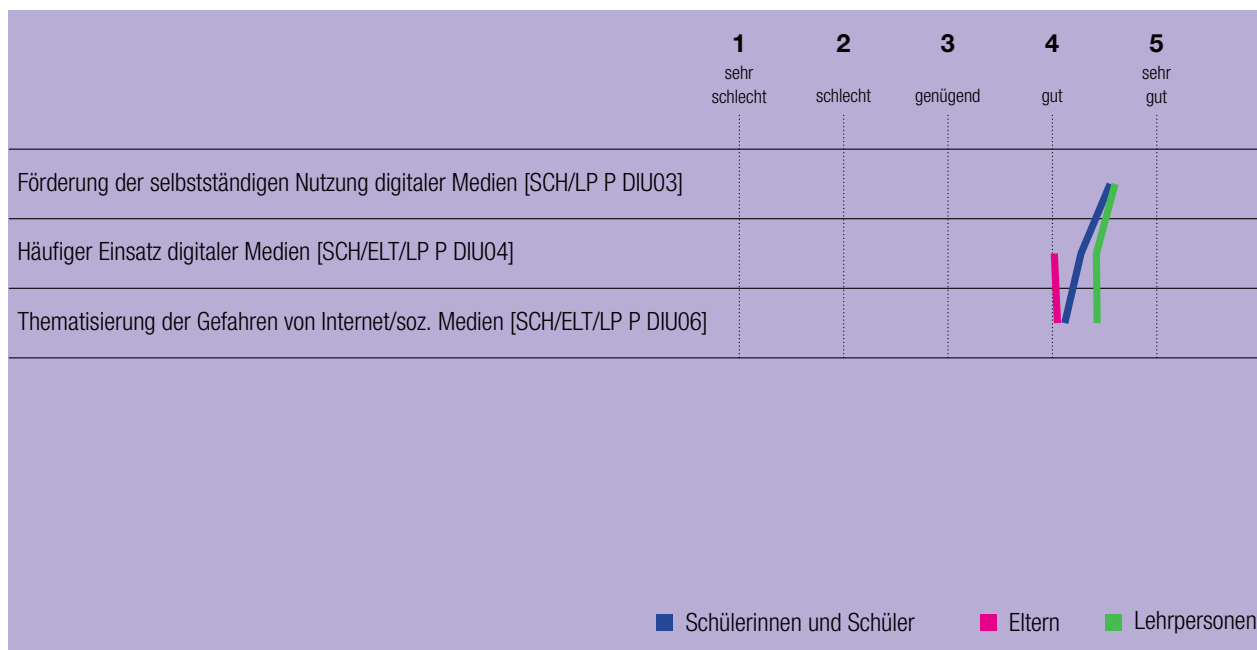 1 2 3 4 5
sehr sehr
schlecht schlecht genügend gut gut
Förderung der selbstständigen Nutzung digitaler Medien [SCH/LP P DIU03]
Häufiger Einsatz digitaler Medien [SCH/ELT/LP P DIU04]
Thematisierung der Gefahren von Internet/soz. Medien [SCH/ELT/LP P DIU06]
Schülerinnen und Schüler Eltern Lehrpersonen